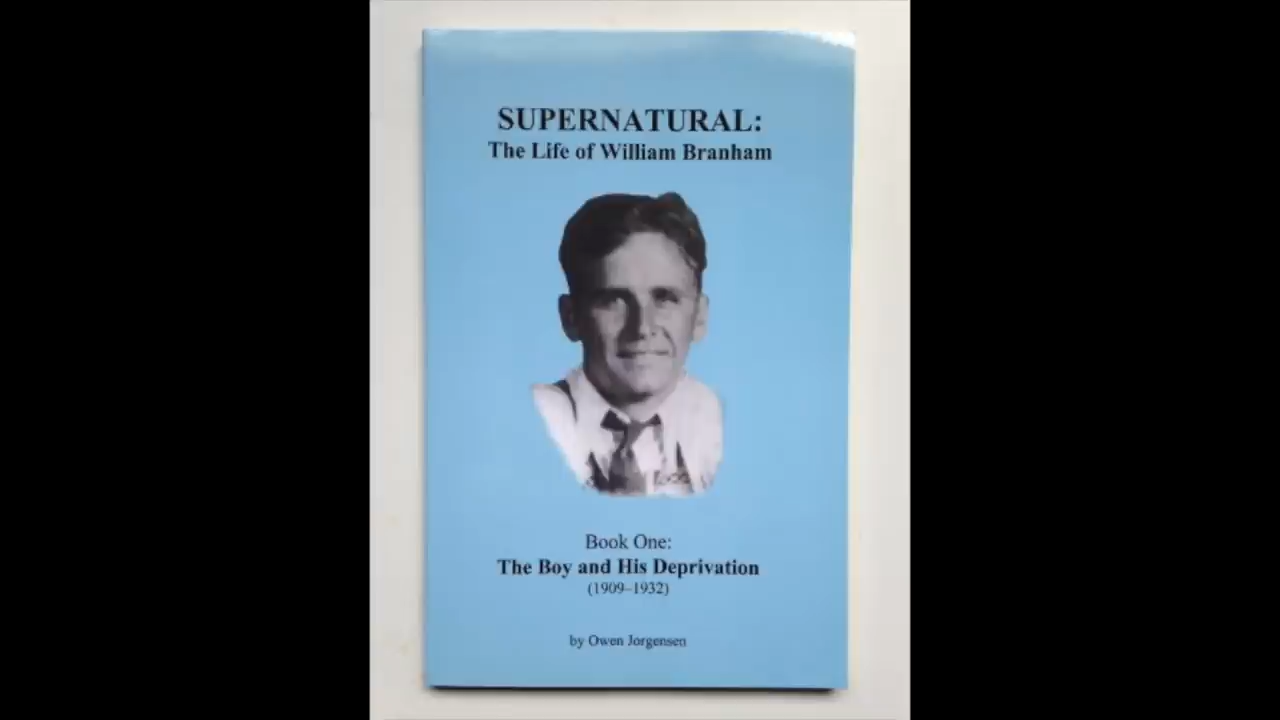 SUPERNATURAL:
The Life of William Branham
Book One:
The Boy and His Deprivation
(1909–1932)
by Owen Jorgensen